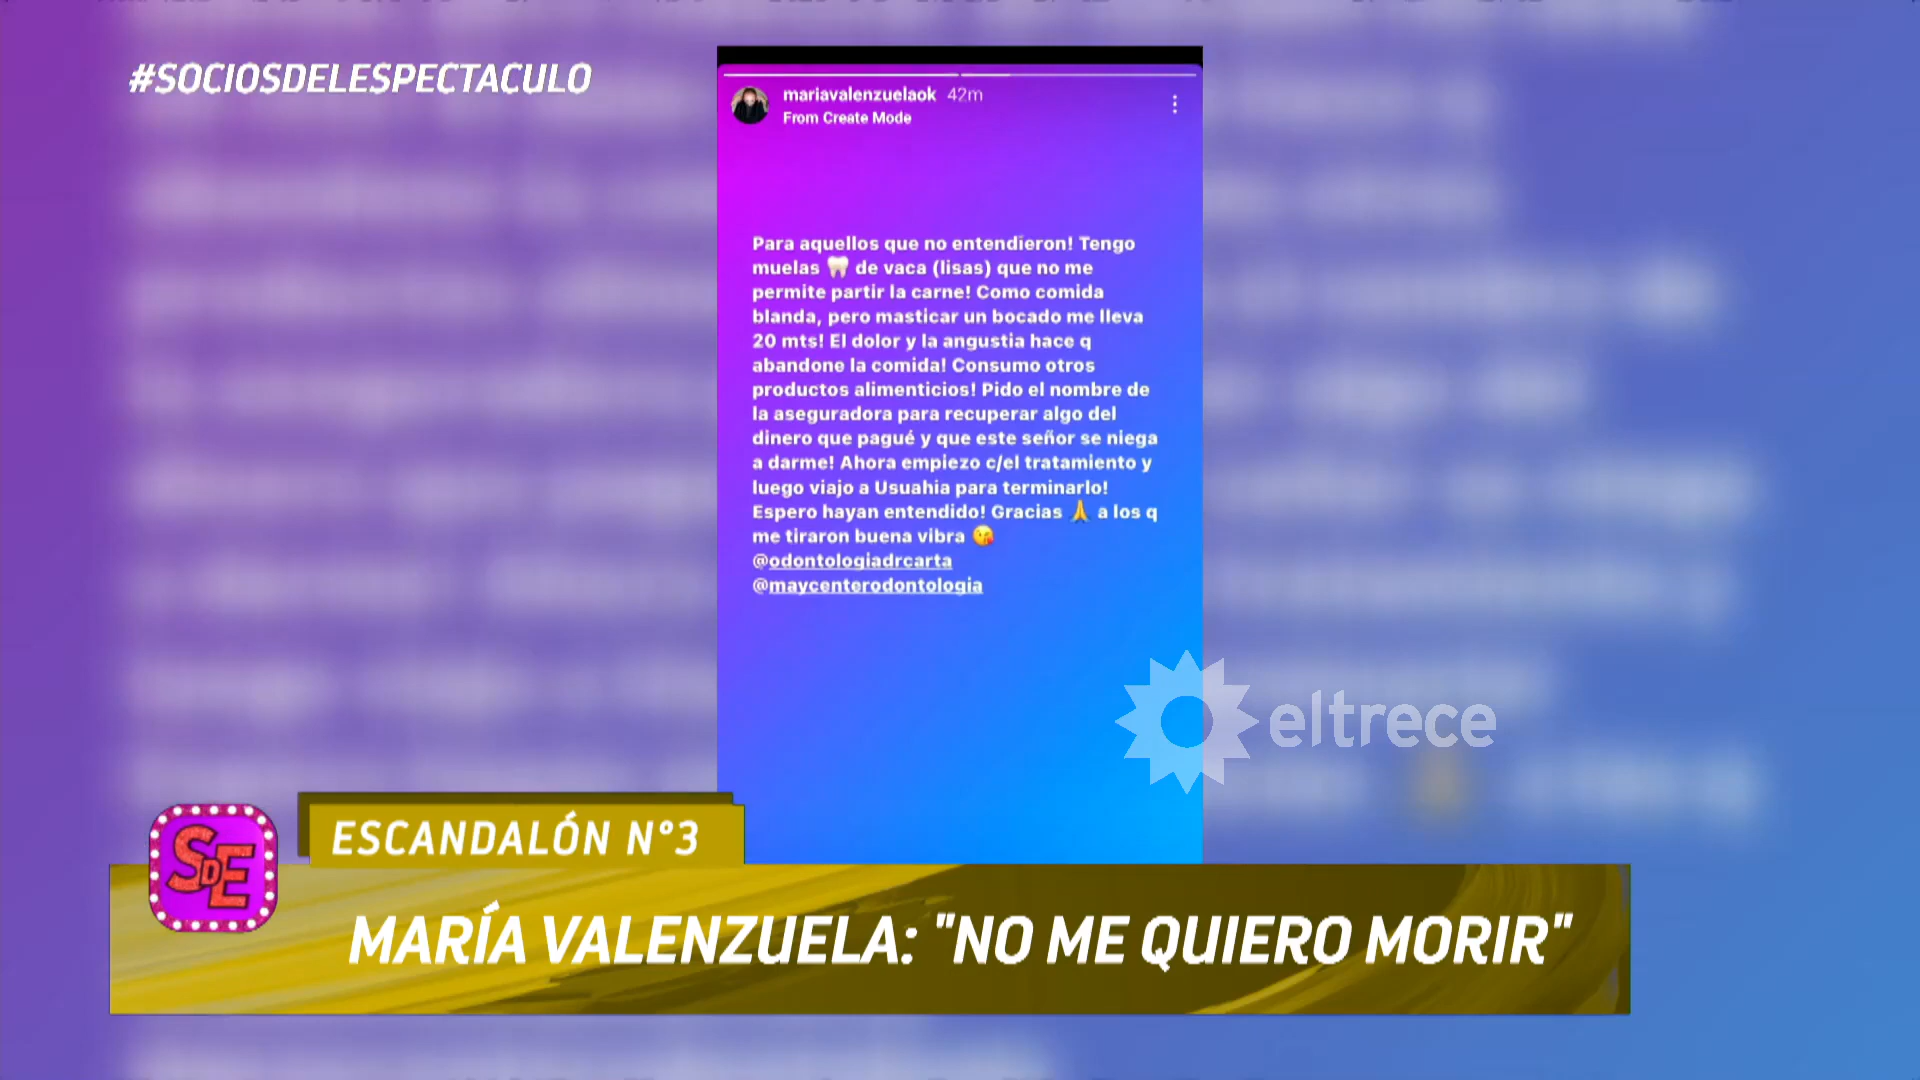 #SOCIOSDELESPECTACULO
mariavalenzuelaok 42m
From Create Mode
Para aquellos que no entendieron! Tengo
muelas 🦷 de vaca (lisas) que no me
permite partir la carne! Como comida
blanda, pero masticar un bocado me lleva
20 mts! El dolor y la angustia hace q
abandone la comida! Consumo otros
productos alimenticios! Pido el nombre de
la aseguradora para recuperar algo del
dinero que pagué y que este señor se niega
a darme! Ahora empiezo c/el tratamiento y
luego viajo a Usuahia para terminarlo!
Espero hayan entendido! Gracias 🙏 a los q
me tiraron buena vibra 😘
@odontologiadrcarta
@maycenterodontologia
eltrece
SDE
ESCANDALÓN Nº3
MARÍA VALENZUELA: "NO ME QUIERO MORIR"